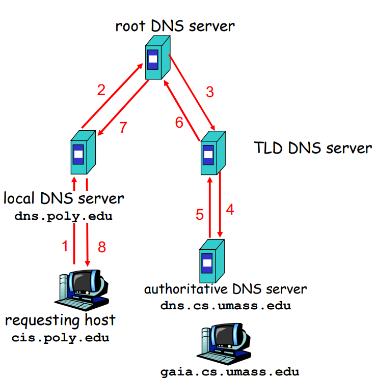 root DNS server
2
3
7
6
TLD DNS server
local DNS server
dns.poly.edu
5
4
1
8
authoritative DNS server
dns.cs.umass.edu
requesting host
cis.poly.edu
gaia.cs.umass.edu